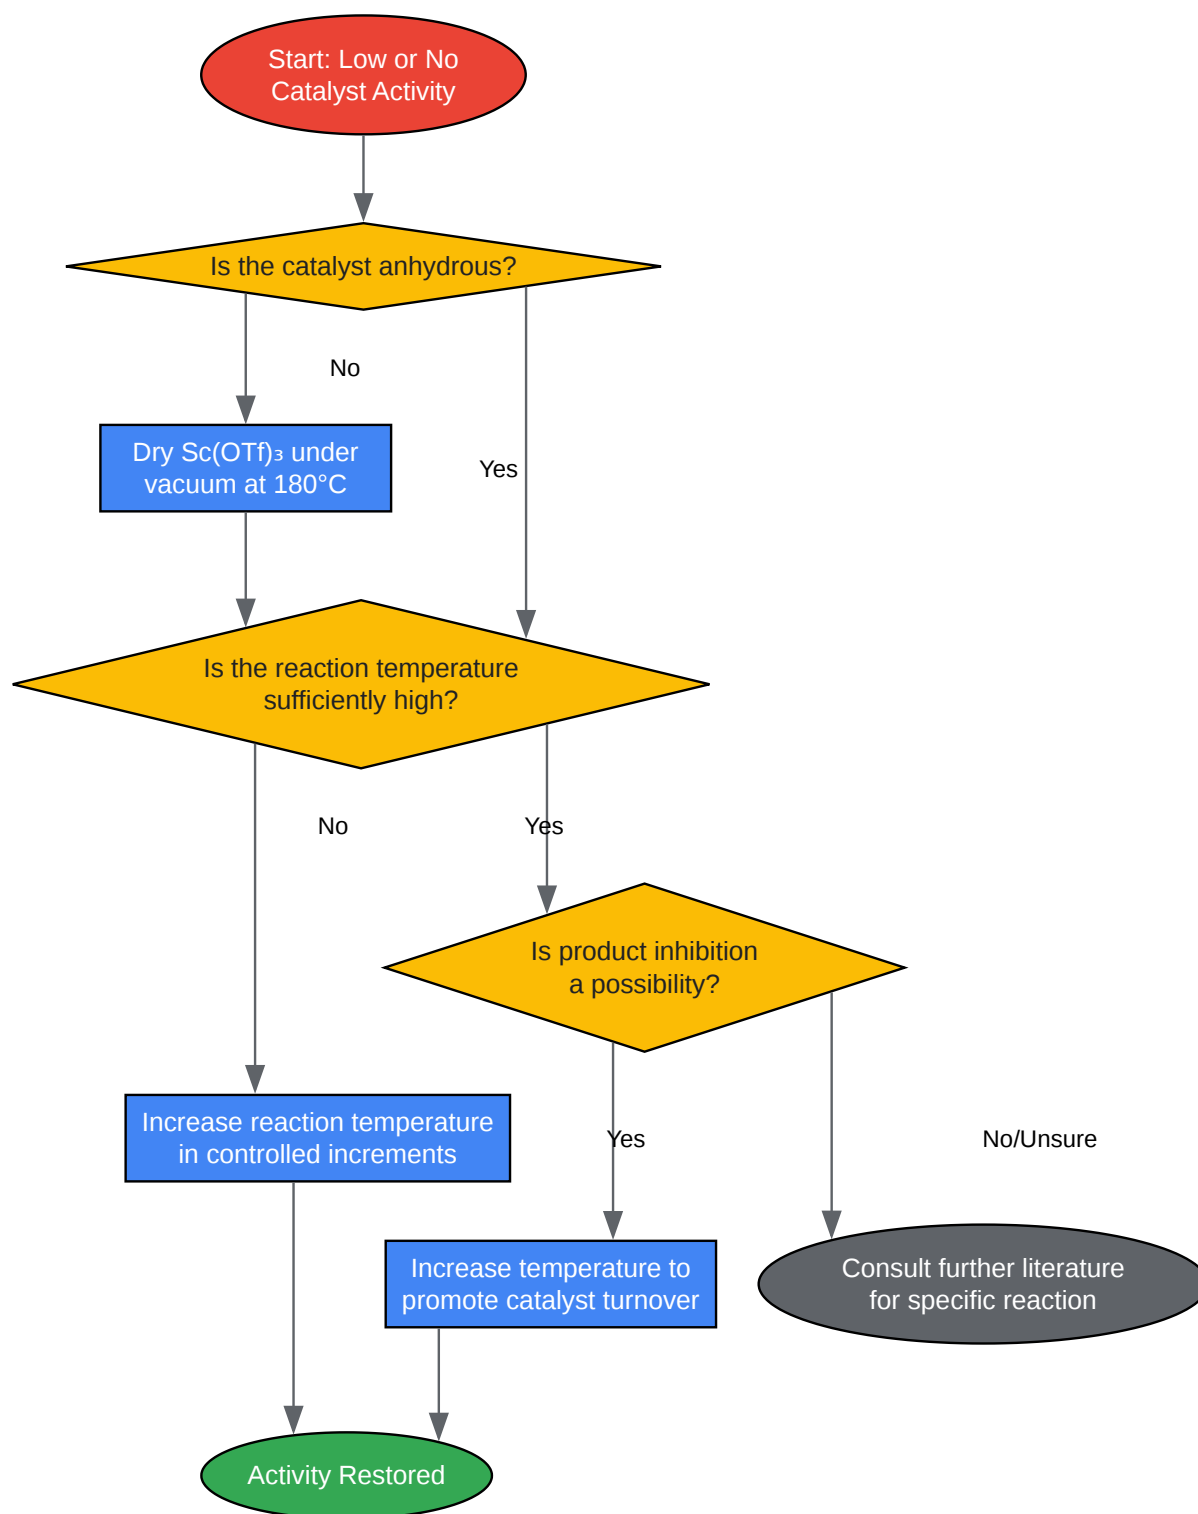 Start: Low or No
Catalyst Activity
Is the catalyst anhydrous?
No
Dry Sc(OTf)₃ under
vacuum at 180°C
Yes
Is the reaction temperature
sufficiently high?
No
Yes
Is product inhibition
a possibility?
Increase reaction temperature
in controlled increments
Yes
No/Unsure
Increase temperature to
promote catalyst turnover
Consult further literature
for specific reaction
Activity Restored